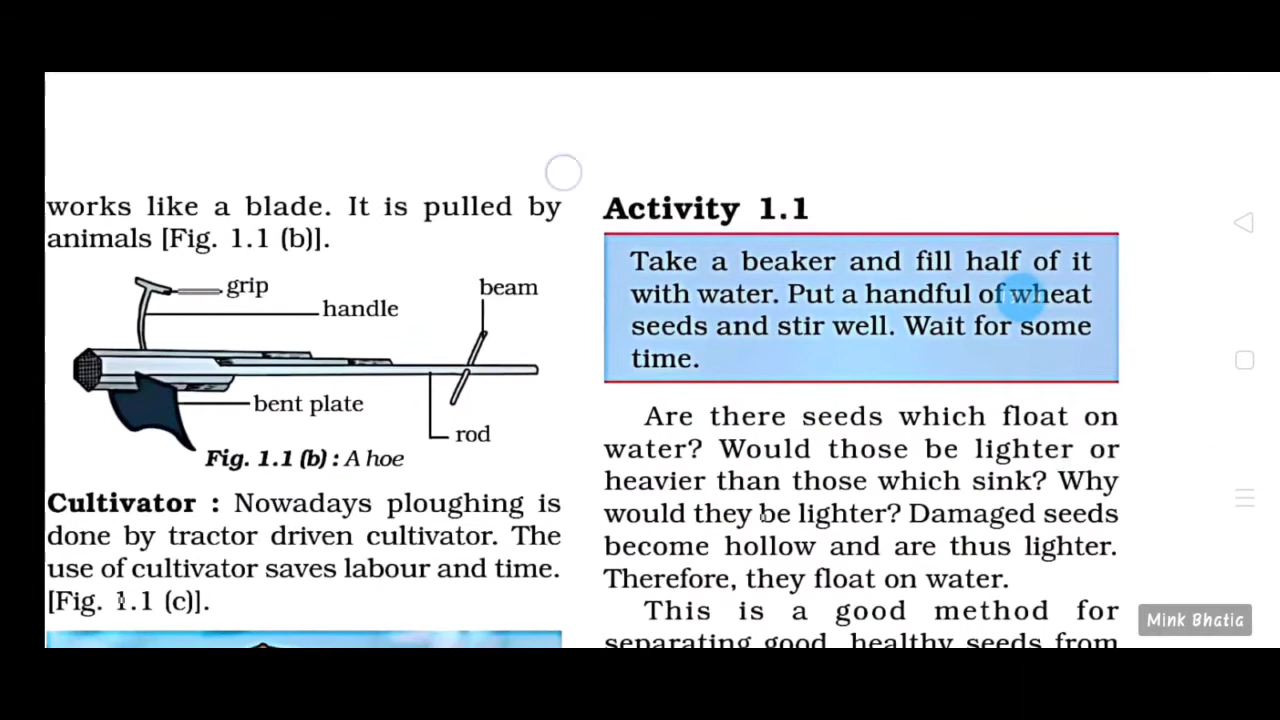 works like a blade. It is pulled by
animals [Fig. 1.1 (b)].
grip
beam
handle
bent plate
rod
Fig. 1.1 (b) : A hoe
Cultivator : Nowadays ploughing is
done by tractor driven cultivator. The
use of cultivator saves labour and time.
[Fig. 1.1 (c)].
Activity 1.1
Take a beaker and fill half of it
with water. Put a handful of wheat
seeds and stir well. Wait for some
time.
Are there seeds which float on
water? Would those be lighter or
heavier than those which sink? Why
would they be lighter? Damaged seeds
become hollow and are thus lighter.
Therefore, they float on water.
This is a good method for
separating good, healthy seeds from
Mink Bhatia